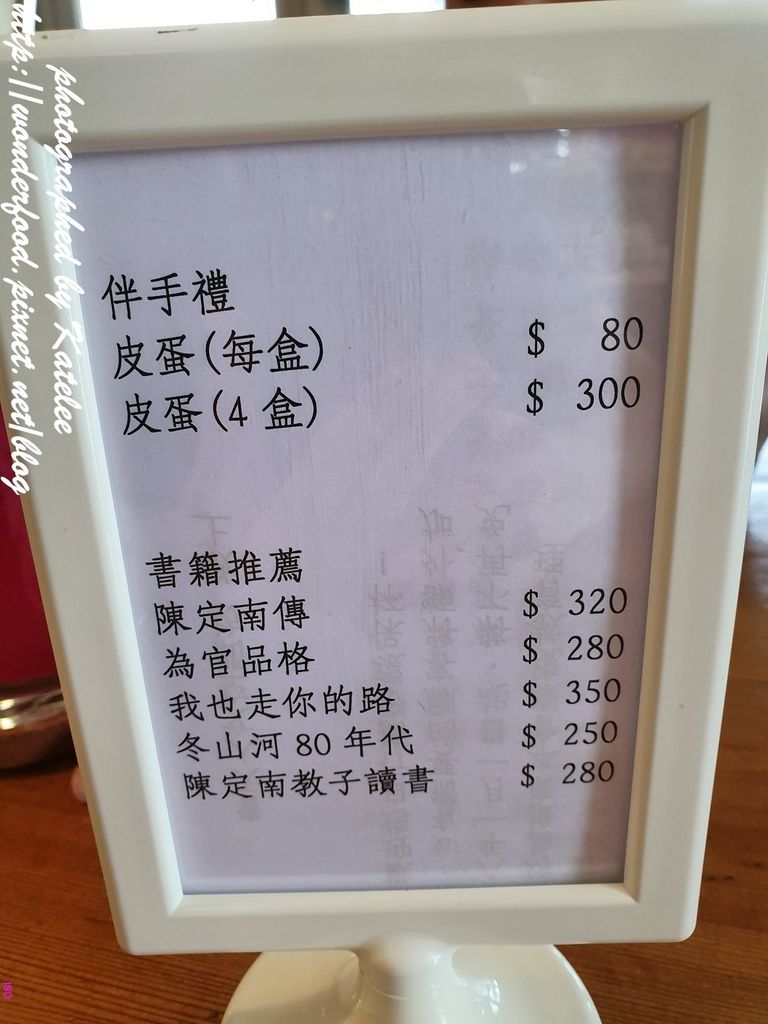 photographed by Katelee
http://wonderfood.pixnet.net/blog
伴手禮
皮蛋(每盒) $ 80
皮蛋(4 盒) $ 300
書籍推薦
陳定南傳 $ 320
為官品格 $ 280
我也走你的路 $ 350
冬山河 80 年代 $ 250
陳定南教子讀書 $ 280